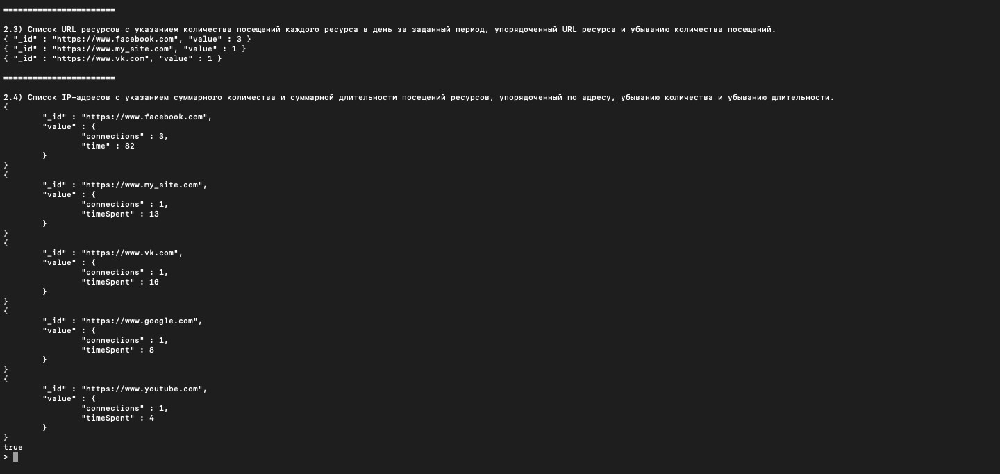 ========================
2.3) Список URL ресурсов с указанием количества посещений каждого ресурса в день за заданный период, упорядоченный URL ресурса и убыванию количества посещений.
{ "_id" : "https://www.facebook.com", "value" : 3 }
{ "_id" : "https://www.my_site.com", "value" : 1 }
{ "_id" : "https://www.vk.com", "value" : 1 }
========================
2.4) Список IP-адресов с указанием суммарного количества и суммарной длительности посещений ресурсов, упорядоченный по адресу, убыванию количества и убыванию длительности.
{
"_id" : "https://www.facebook.com",
"value" : {
"connections" : 3,
"time" : 82
}
}
{
"_id" : "https://www.my_site.com",
"value" : {
"connections" : 1,
"timeSpent" : 13
}
}
{
"_id" : "https://www.vk.com",
"value" : {
"connections" : 1,
"timeSpent" : 10
}
}
{
"_id" : "https://www.google.com",
"value" : {
"connections" : 1,
"timeSpent" : 8
}
}
{
"_id" : "https://www.youtube.com",
"value" : {
"connections" : 1,
"timeSpent" : 4
}
}
true
>